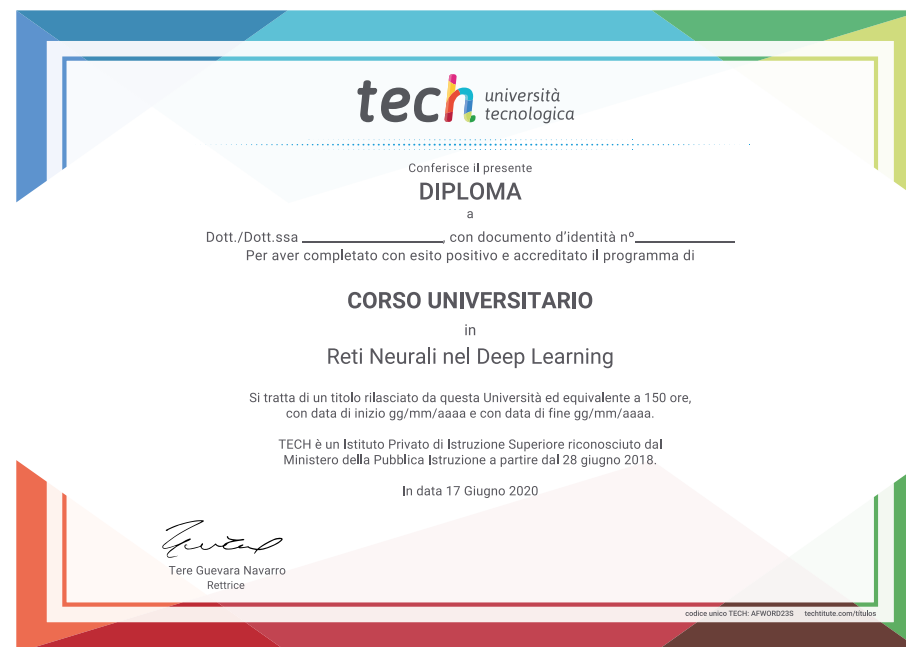 tech università
tecnologica
Conferisce il presente
DIPLOMA
a
Dott./Dott.ssa ____________________, con documento d'identità nº______________
Per aver completato con esito positivo e accreditato il programma di
CORSO UNIVERSITARIO
in
Reti Neurali nel Deep Learning
Si tratta di un titolo rilasciato da questa Università ed equivalente a 150 ore,
con data di inizio gg/mm/aaaa e con data di fine gg/mm/aaaa.
TECH è un Istituto Privato di Istruzione Superiore riconosciuto dal
Ministero della Pubblica Istruzione a partire dal 28 giugno 2018.
In data 17 Giugno 2020
Tere Guevara Navarro
Rettrice
codice unico TECH: AFWORD23S techtitute.com/titulos